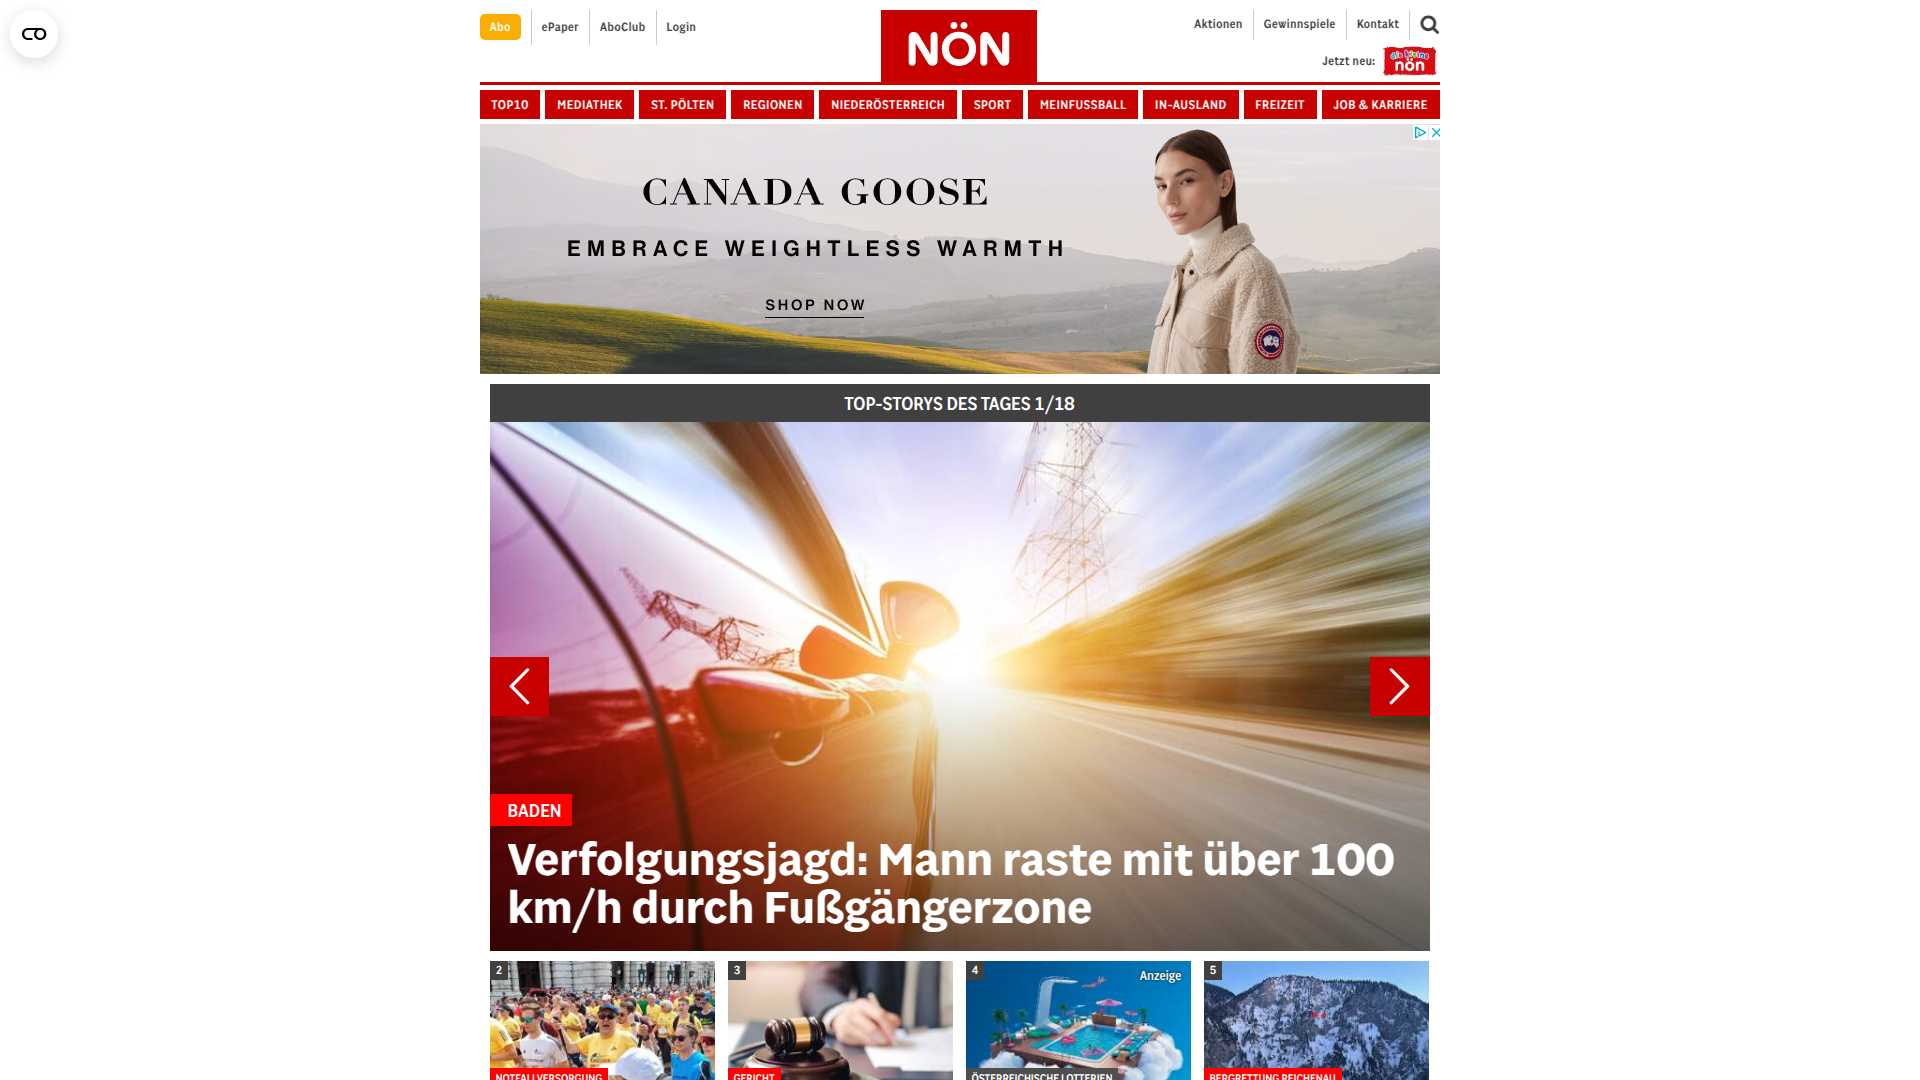 Abo
ePaper
AboClub
Login
NÖN
Aktionen
Gewinnspiele
Kontakt
Jetzt neu:
die kleine
nön
TOP10
MEDIATHEK
ST. PÖLTEN
REGIONEN
NIEDERÖSTERREICH
SPORT
MEINFUSSBALL
IN-AUSLAND
FREIZEIT
JOB & KARRIERE
CANADA GOOSE
EMBRACE WEIGHTLESS WARMTH
SHOP NOW
TOP-STORYS DES TAGES 1/18
BADEN
Verfolgungsjagd: Mann raste mit über 100
km/h durch Fußgängerzone
2
3
4
Anzeige
5
NOTFALLVERSORGUNG
GERICHT
ÖSTERREICHISCHE LOTTERIEN
BERGRETTUNG REICHENAU